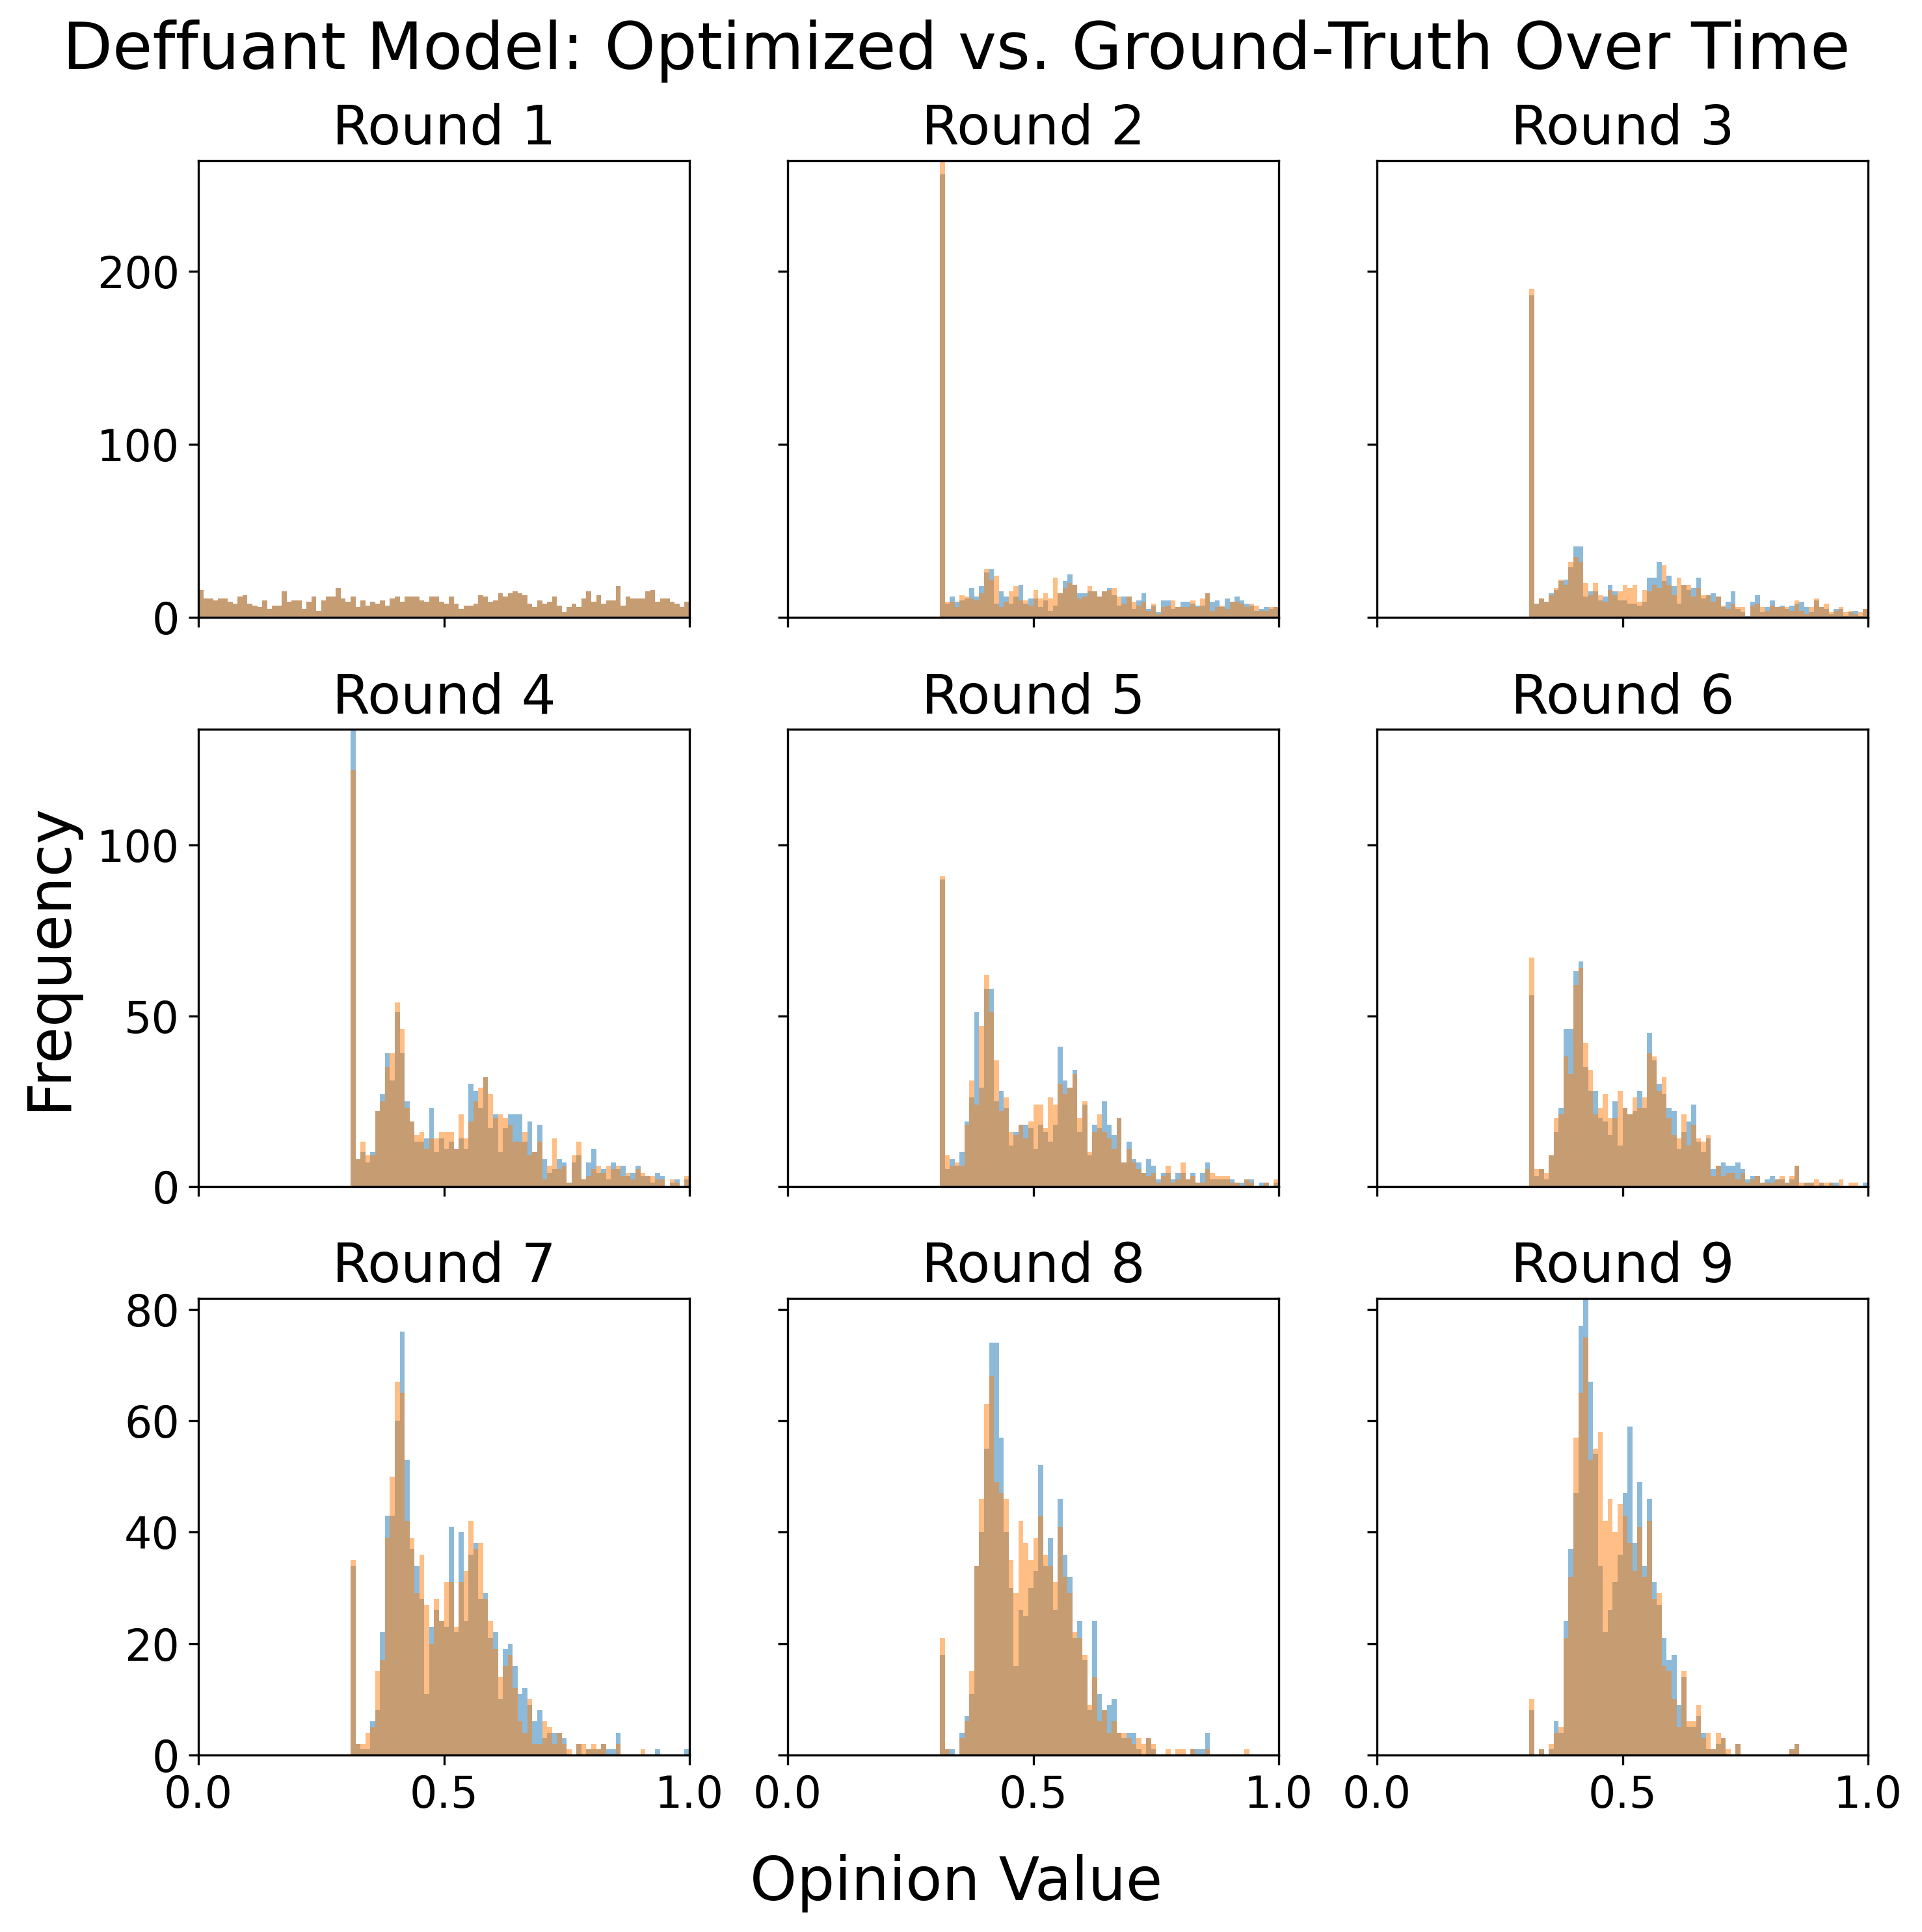 Deffuant Model: Optimized vs. Ground-Truth Over Time
Round 1
Round 2
Round 3
200
100
0
Round 4
Round 5
Round 6
Frequency
100
50
0
Round 7
Round 8
Round 9
80
60
40
20
0
0.0 0.5 1.0 0.0 0.5 1.0 0.0 0.5 1.0
Opinion Value